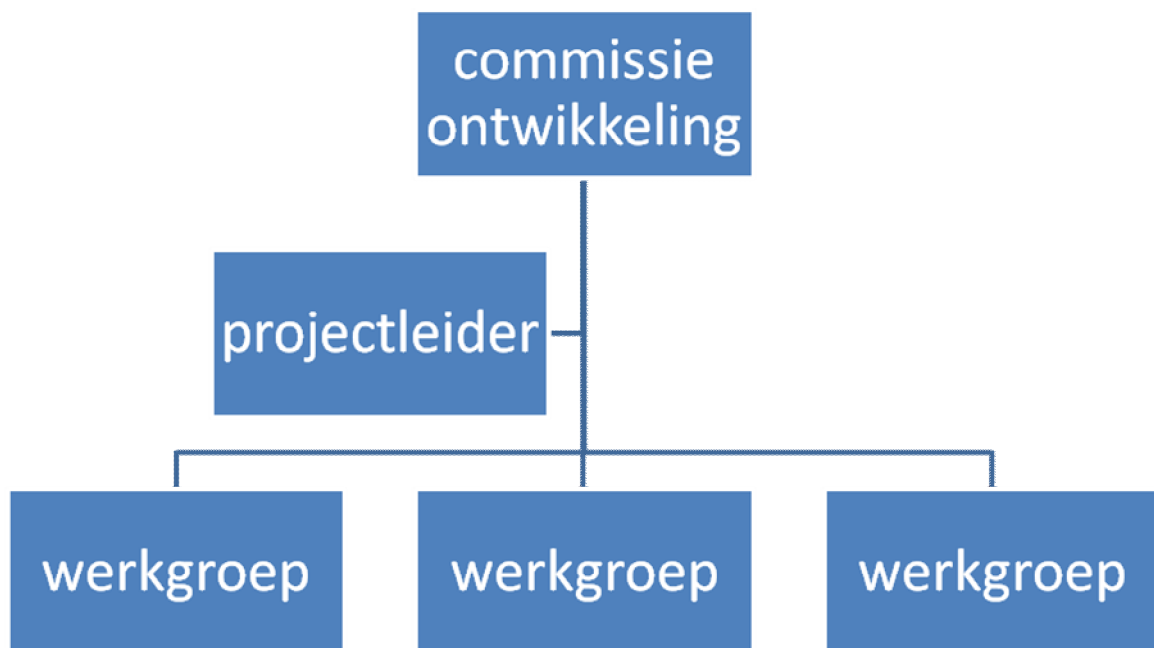 commissie
ontwikkeling
projectleider
werkgroep
werkgroep
werkgroep